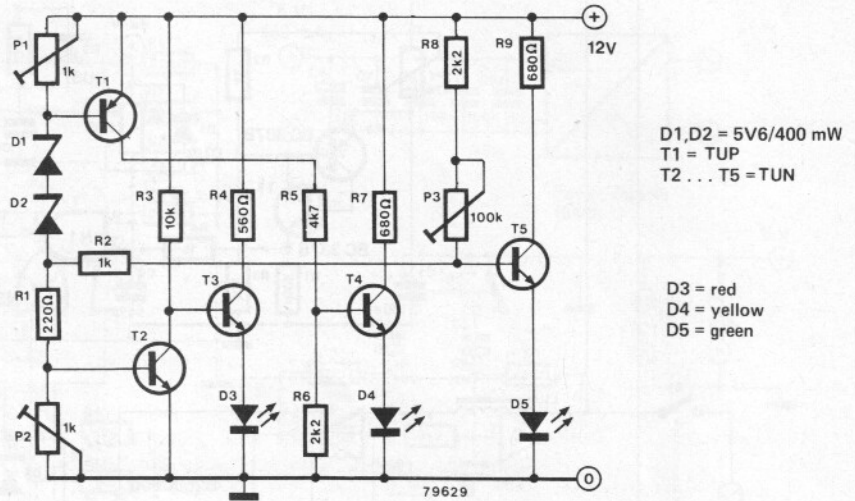 P1
1k
T1
D1
D2
R2
1k
R1
220Ω
P2
1k
T2
R3
10k
R4
560Ω
R5
4k7
T3
D3
R6
2k2
R7
680Ω
T4
D4
R8
2k2
P3
100k
R9
680Ω
T5
D5
+
12V
0
79629
D1,D2 = 5V6/400 mW
T1 = TUP
T2 . . . T5 = TUN
D3 = red
D4 = yellow
D5 = green